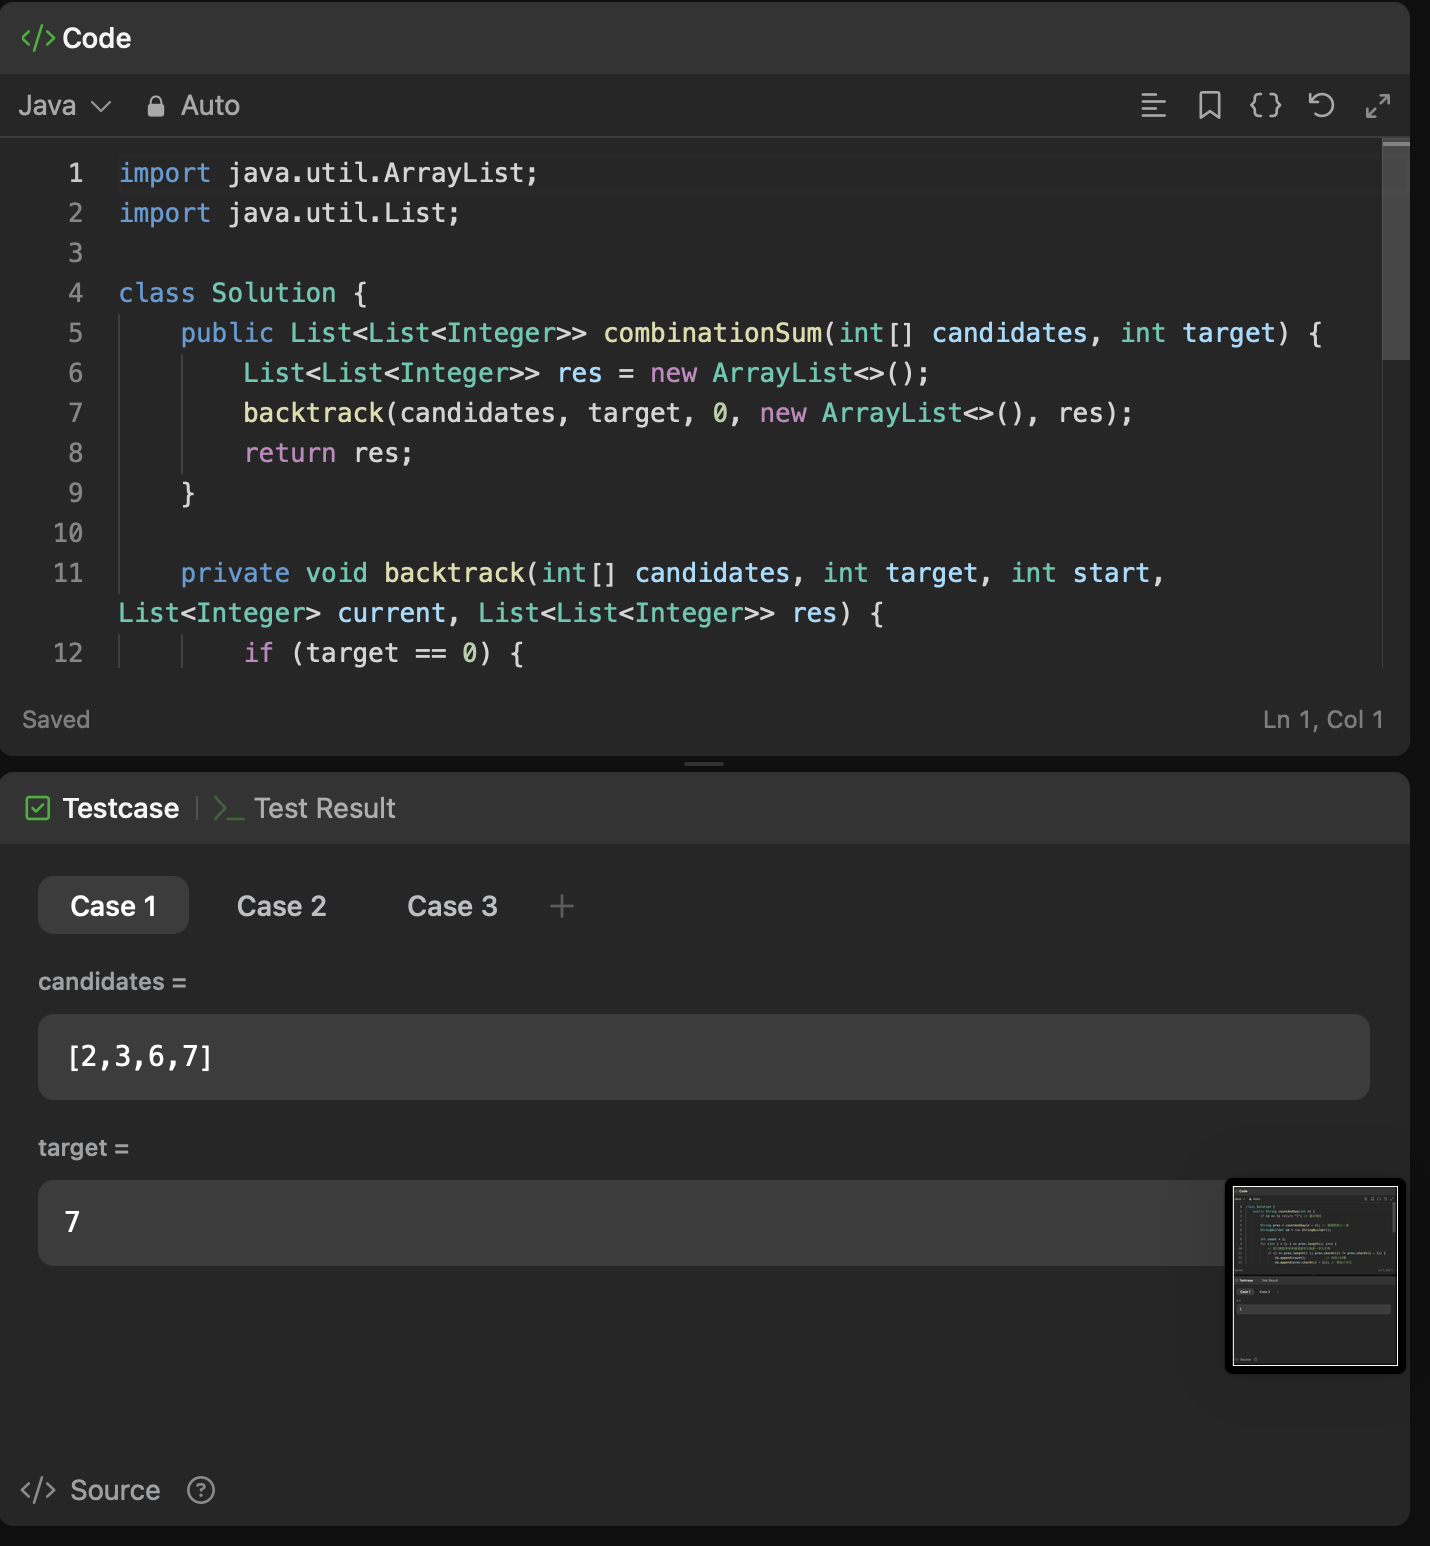 Code
Java Auto
1 import java.util.ArrayList;
2 import java.util.List;
3
4 class Solution {
5 public List<List<Integer>> combinationSum(int[] candidates, int target) {
6 List<List<Integer>> res = new ArrayList<>();
7 backtrack(candidates, target, 0, new ArrayList<>(), res);
8 return res;
9 }
10
11 private void backtrack(int[] candidates, int target, int start,
List<Integer> current, List<List<Integer>> res) {
12 if (target == 0) {
Saved Ln 1, Col 1
Testcase Test Result
Case 1 Case 2 Case 3 +
candidates =
[2,3,6,7]
target =
7
Source